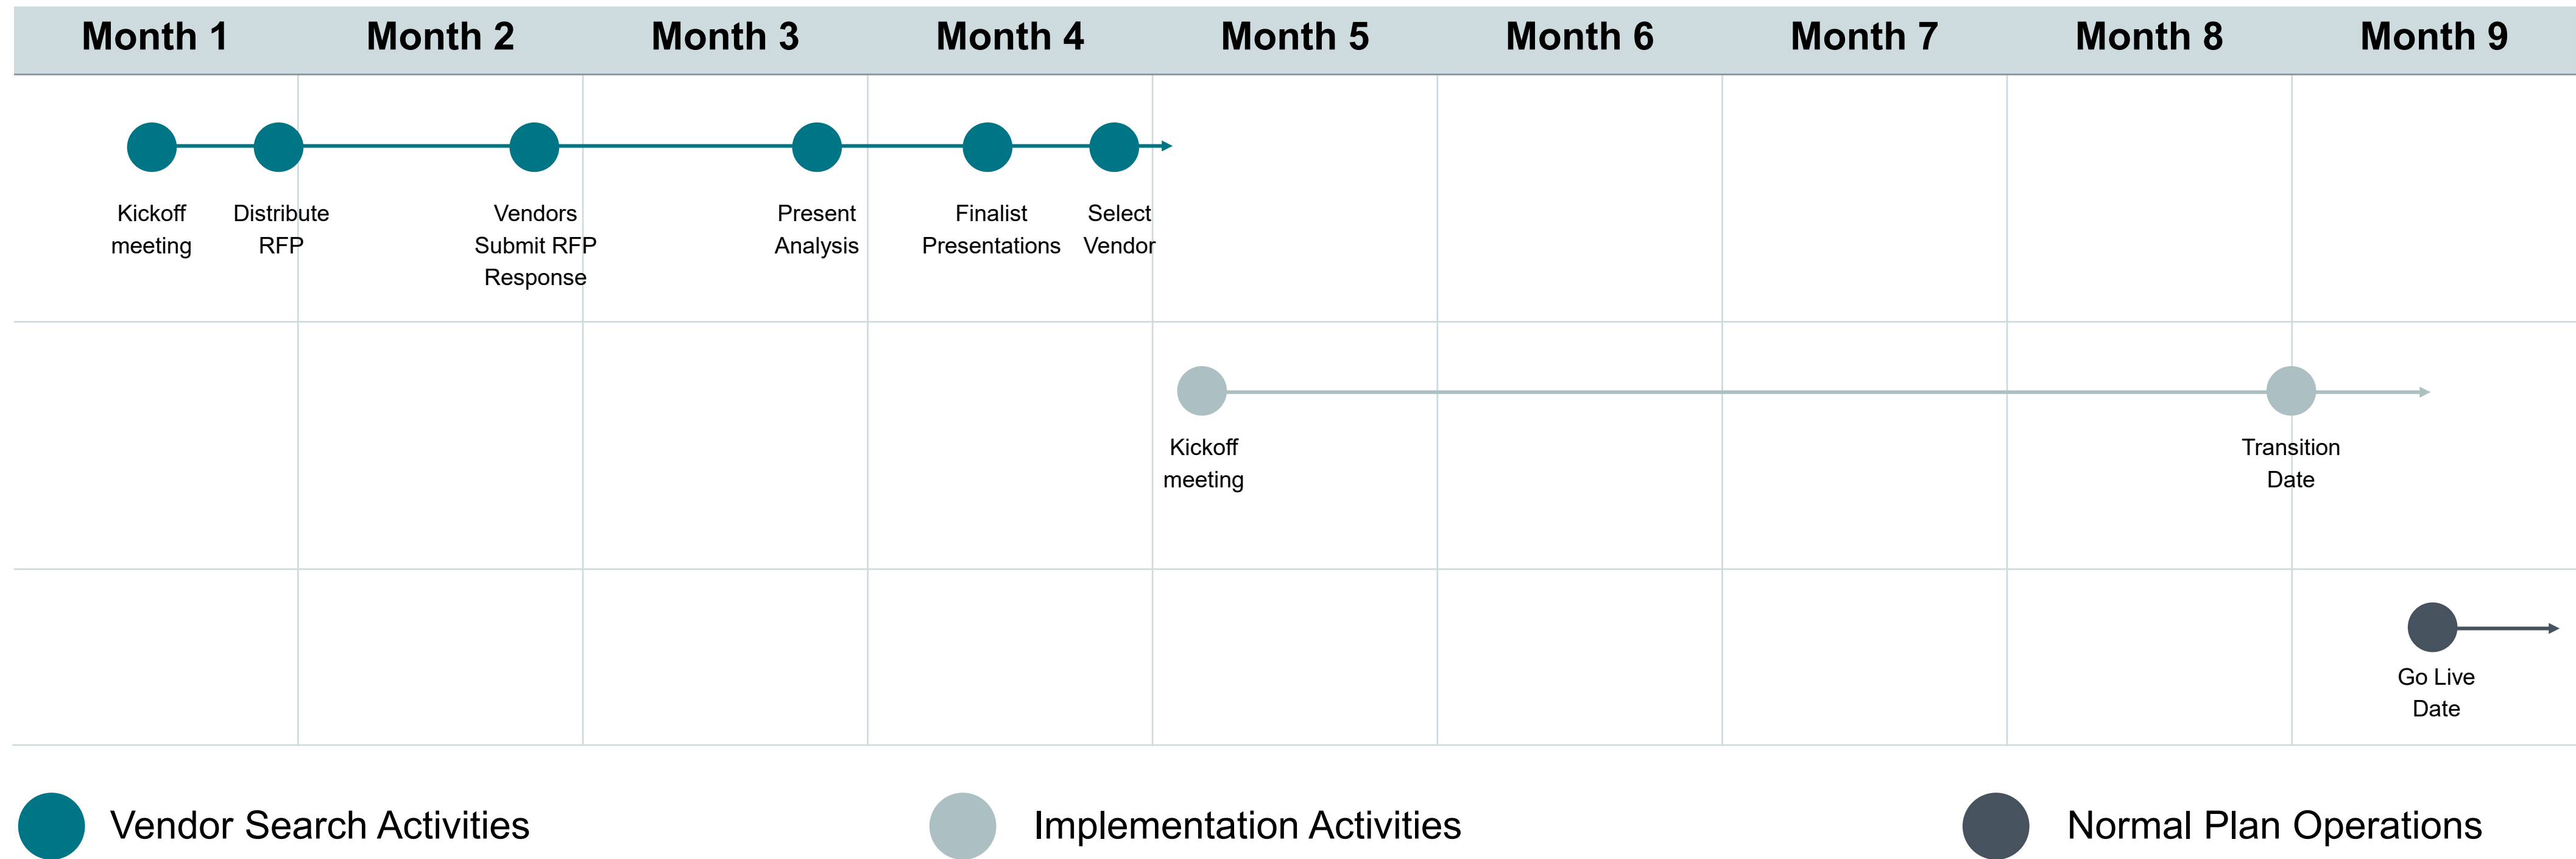 Month 1 Month 2 Month 3 Month 4 Month 5 Month 6 Month 7 Month 8 Month 9
Kickoff
meeting
Distribute
RFP
Vendors
Submit RFP
Response
Present
Analysis
Finalist
Presentations
Select
Vendor
Kickoff
meeting
Transition
Date
Go Live
Date
Vendor Search Activities
Implementation Activities
Normal Plan Operations